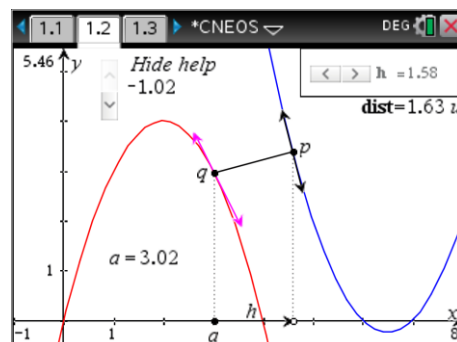 1.1 1.2 1.3 *CNEOS DEG
5.46 y
Hide help
-1.02
h =1.58
dist=1.63 u
p
q
a = 3.02
1
h
x
-1 1 a 8